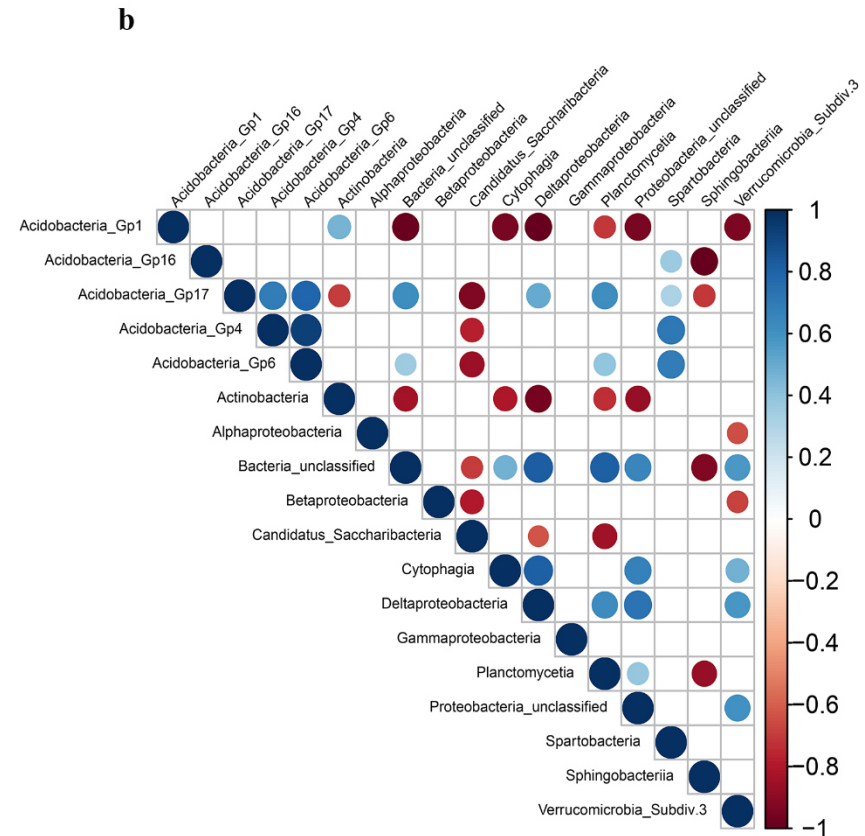 b
Acidobacteria_Gp1
Acidobacteria_Gp16
Acidobacteria_Gp17
Acidobacteria_Gp4
Acidobacteria_Gp6
Actinobacteria
Alphaproteobacteria
Bacteria_unclassified
Betaproteobacteria
Candidatus_Saccharibacteria
Cytophagia
Deltaproteobacteria
Gammaproteobacteria
Planctomycetia
Proteobacteria_unclassified
Spartobacteria
Sphingobacteriia
Verrucomicrobia_Subdiv.3
Acidobacteria_Gp1
Acidobacteria_Gp16
Acidobacteria_Gp17
Acidobacteria_Gp4
Acidobacteria_Gp6
Actinobacteria
Alphaproteobacteria
Bacteria_unclassified
Betaproteobacteria
Candidatus_Saccharibacteria
Cytophagia
Deltaproteobacteria
Gammaproteobacteria
Planctomycetia
Proteobacteria_unclassified
Spartobacteria
Sphingobacteriia
Verrucomicrobia_Subdiv.3
1
0.8
0.6
0.4
0.2
0
−0.2
−0.4
−0.6
−0.8
−1